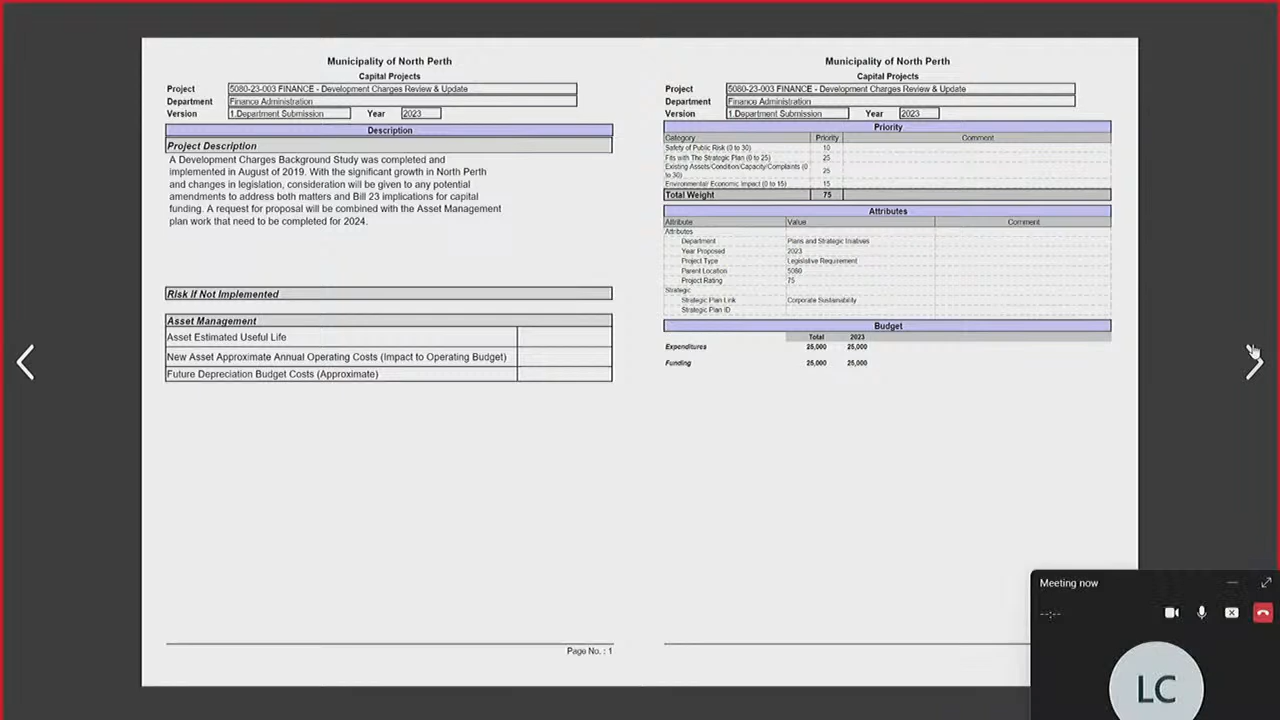 Municipality of North Perth
Capital Projects
Project 5080-23-003 FINANCE - Development Charges Review & Update
Department Finance Administration
Version 1.Department Submission Year 2023
Description
Project Description
A Development Charges Background Study was completed and
implemented in August of 2019. With the significant growth in North Perth
and changes in legislation, consideration will be given to any potential
amendments to address both matters and Bill 23 implications for capital
funding. A request for proposal will be combined with the Asset Management
plan work that need to be completed for 2024.
Risk If Not Implemented
Asset Management
Asset Estimated Useful Life
New Asset Approximate Annual Operating Costs (Impact to Operating Budget)
Future Depreciation Budget Costs (Approximate)
Page No. : 1
Municipality of North Perth
Capital Projects
Project 5080-23-003 FINANCE - Development Charges Review & Update
Department Finance Administration
Version 1.Department Submission Year 2023
Priority
Category Priority Comment
Safety of Public Risk (0 to 30) 10
Fits with The Strategic Plan (0 to 25) 25
Existing Assets/Condition/Capacity/Complaints (0
to 30) 25
Environmental/ Economic Impact (0 to 15) 15
Total Weight 75
Attributes
Attribute Value Comment
Attributes
Department Plans and Strategic Iniatives
Year Proposed 2023
Project Type Legislative Requirement
Parent Location 5080
Project Rating 75
Strategic
Strategic Plan Link Corporate Sustainability
Strategic Plan ID
Budget
Total 2023
Expenditures 25,000 25,000
Funding 25,000 25,000
Meeting now
--:--
LC